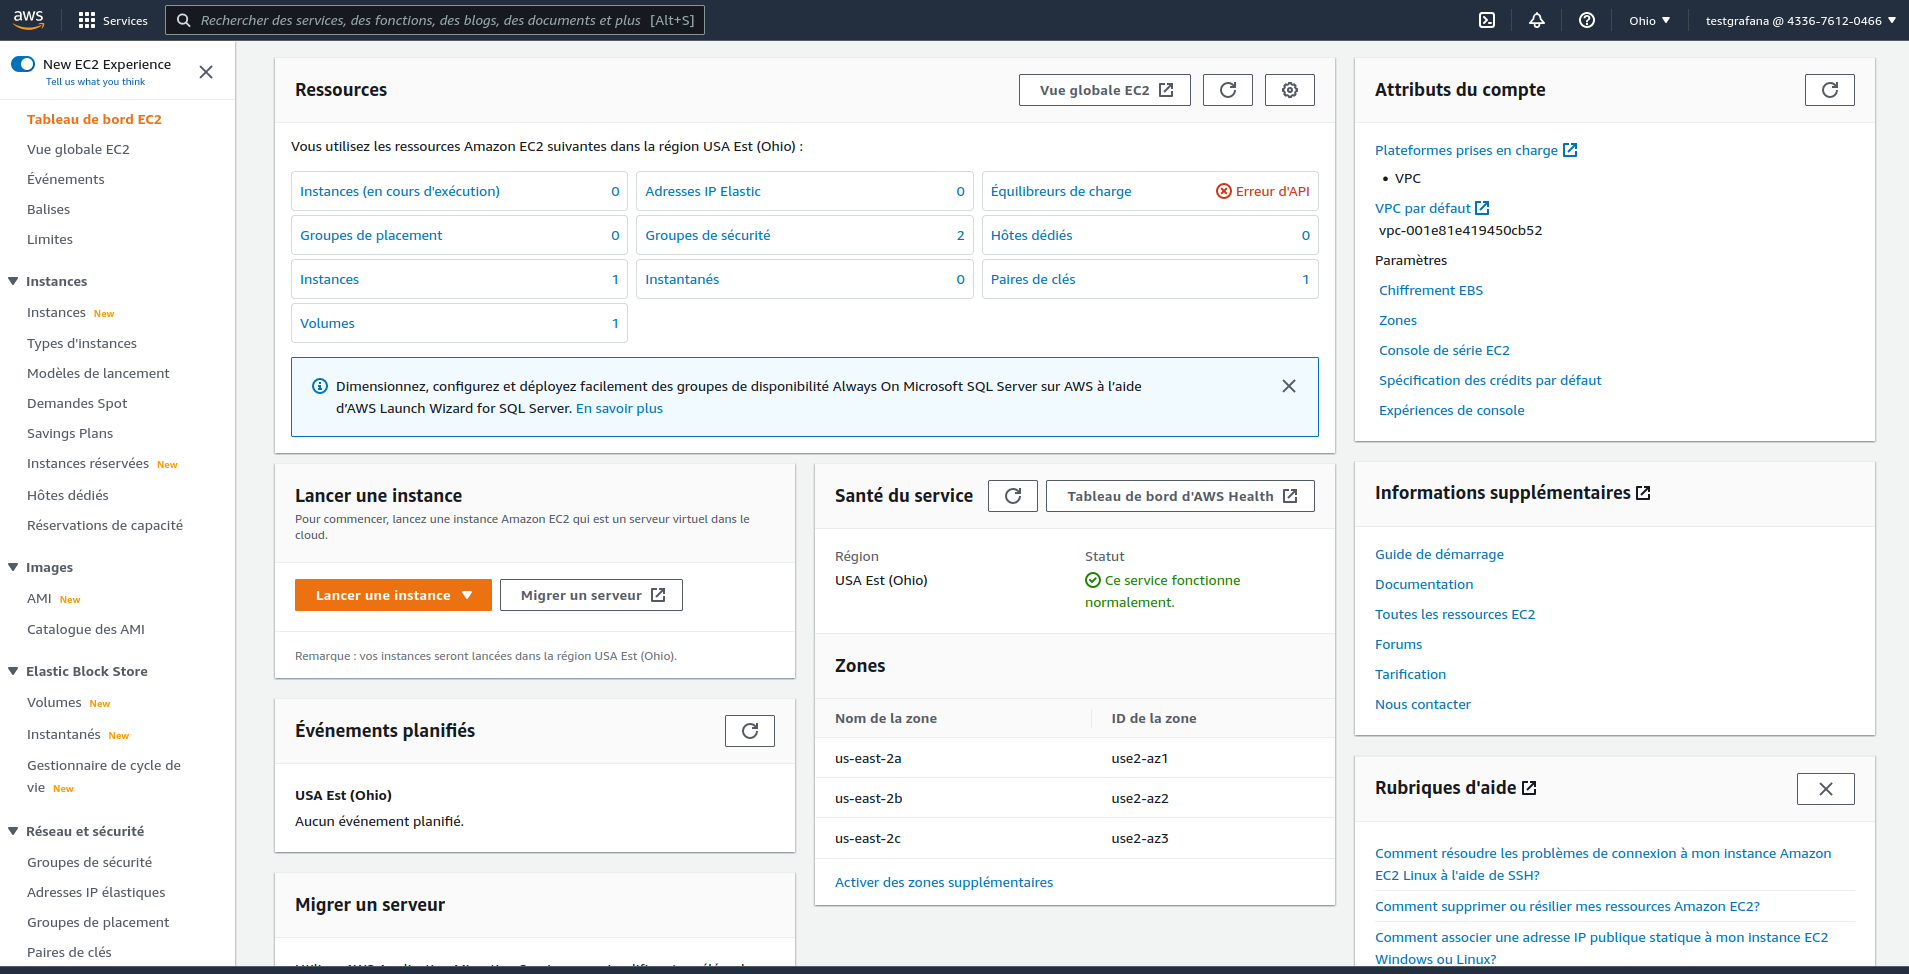 aws
Services
Rechercher des services, des fonctions, des blogs, des documents et plus [Alt+S]
Ohio
testgrafana @ 4336-7612-0466
New EC2 Experience
Tell us what you think
Tableau de bord EC2
Vue globale EC2
Événements
Balises
Limites
Instances
Instances New
Types d'instances
Modèles de lancement
Demandes Spot
Savings Plans
Instances réservées New
Hôtes dédiés
Réservations de capacité
Images
AMI New
Catalogue des AMI
Elastic Block Store
Volumes New
Instantanés New
Gestionnaire de cycle de
vie New
Réseau et sécurité
Groupes de sécurité
Adresses IP élastiques
Groupes de placement
Paires de clés
Ressources
Vue globale EC2
Vous utilisez les ressources Amazon EC2 suivantes dans la région USA Est (Ohio) :
Instances (en cours d'exécution) 0
Adresses IP Elastic 0
Équilibreurs de charge Erreur d'API
Groupes de placement 0
Groupes de sécurité 2
Hôtes dédiés 0
Instances 1
Instantanés 0
Paires de clés 1
Volumes 1
Dimensionnez, configurez et déployez facilement des groupes de disponibilité Always On Microsoft SQL Server sur AWS à l'aide
d'AWS Launch Wizard for SQL Server. En savoir plus
Lancer une instance
Pour commencer, lancez une instance Amazon EC2 qui est un serveur virtuel dans le
cloud.
Lancer une instance
Migrer un serveur
Remarque : vos instances seront lancées dans la région USA Est (Ohio).
Événements planifiés
USA Est (Ohio)
Aucun événement planifié.
Migrer un serveur
Santé du service
Tableau de bord d'AWS Health
Région
USA Est (Ohio)
Statut
Ce service fonctionne
normalement.
Zones
Nom de la zone ID de la zone
us-east-2a use2-az1
us-east-2b use2-az2
us-east-2c use2-az3
Activer des zones supplémentaires
Attributs du compte
Plateformes prises en charge
• VPC
VPC par défaut
vpc-001e81e419450cb52
Paramètres
Chiffrement EBS
Zones
Console de série EC2
Spécification des crédits par défaut
Expériences de console
Informations supplémentaires
Guide de démarrage
Documentation
Toutes les ressources EC2
Forums
Tarification
Nous contacter
Rubriques d'aide
Comment résoudre les problèmes de connexion à mon instance Amazon
EC2 Linux à l'aide de SSH?
Comment supprimer ou résilier mes ressources Amazon EC2?
Comment associer une adresse IP publique statique à mon instance EC2
Windows ou Linux?